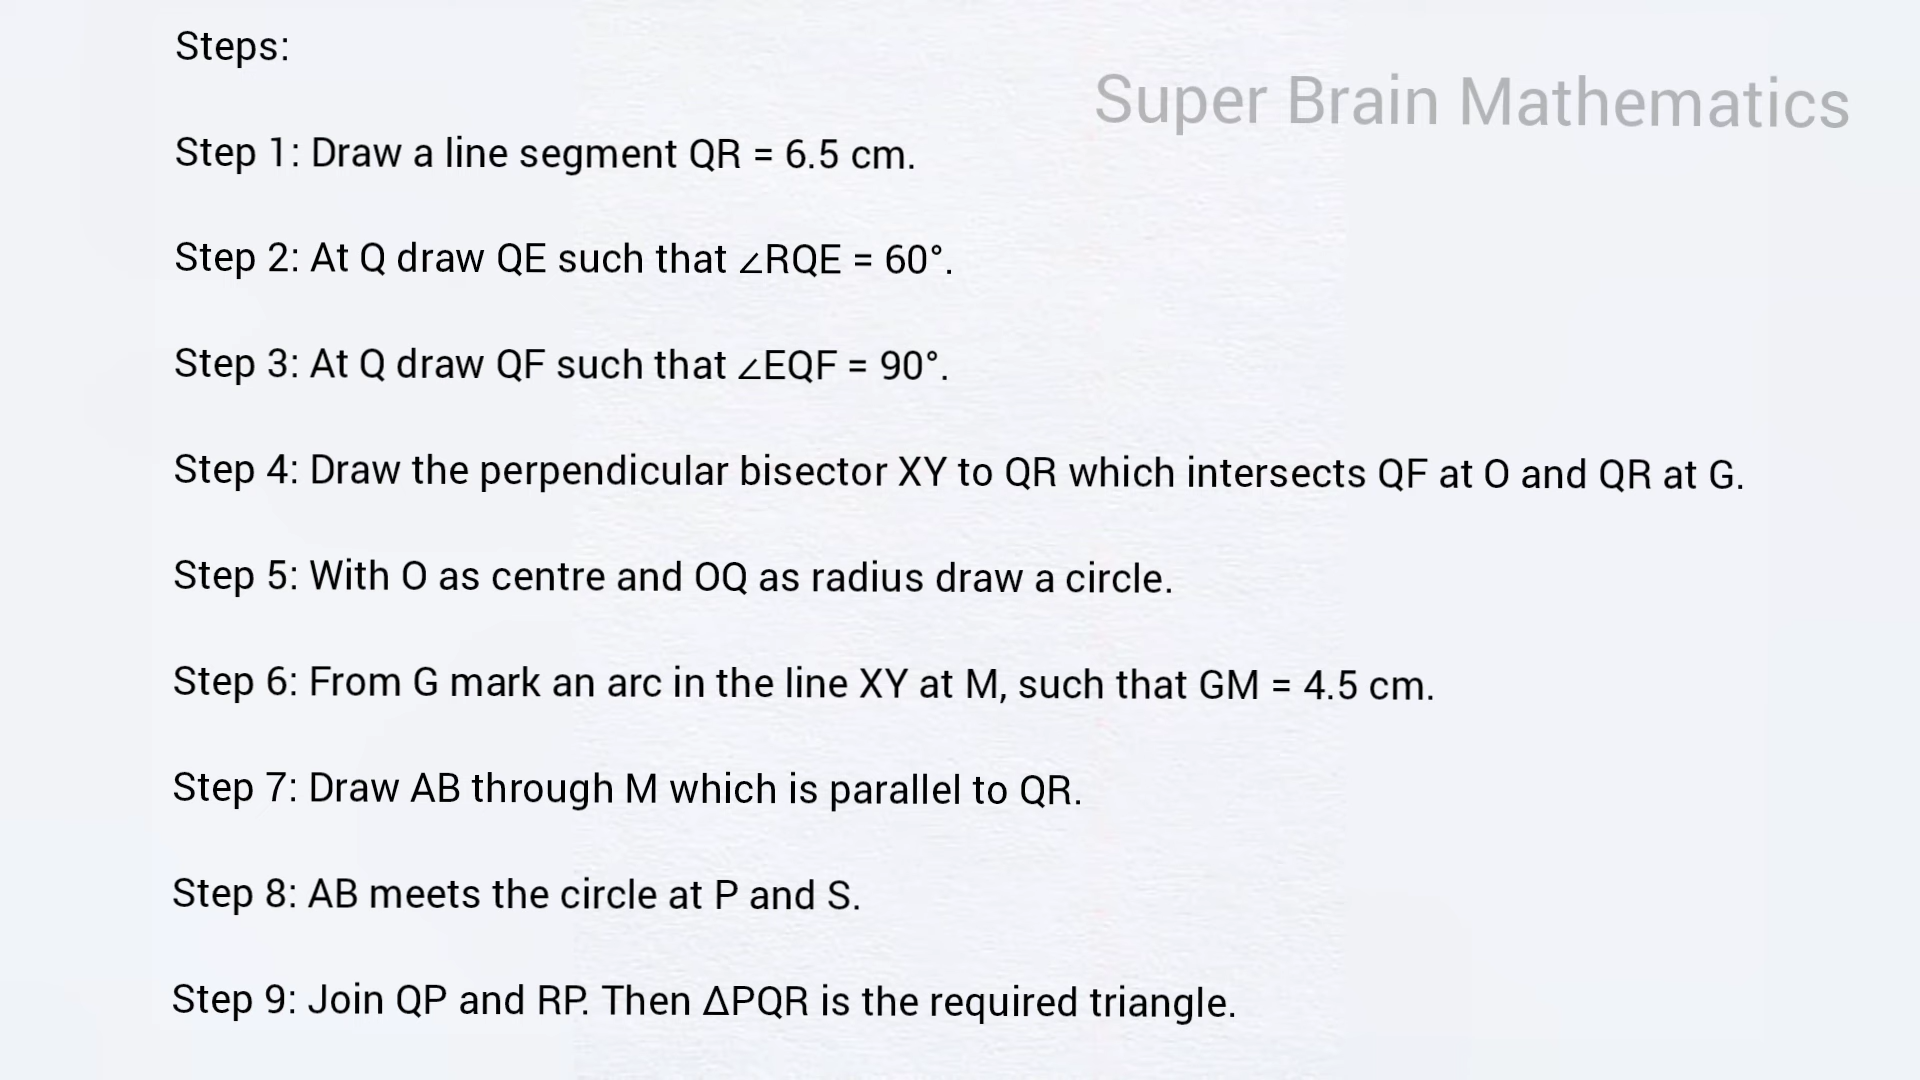 Steps:
Super Brain Mathematics
Step 1: Draw a line segment QR = 6.5 cm.
Step 2: At Q draw QE such that ∠RQE = 60°.
Step 3: At Q draw QF such that ∠EQF = 90°.
Step 4: Draw the perpendicular bisector XY to QR which intersects QF at O and QR at G.
Step 5: With O as centre and OQ as radius draw a circle.
Step 6: From G mark an arc in the line XY at M, such that GM = 4.5 cm.
Step 7: Draw AB through M which is parallel to QR.
Step 8: AB meets the circle at P and S.
Step 9: Join QP and RP. Then ΔPQR is the required triangle.